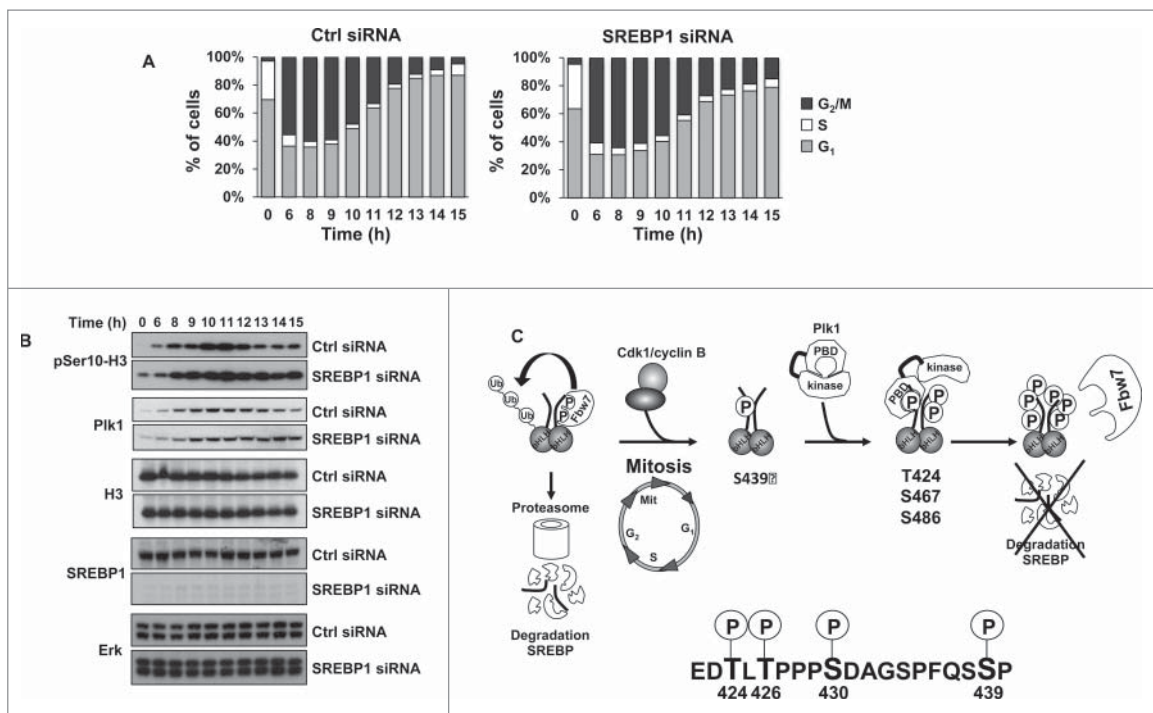 Ctrl siRNA
SREBP1 siRNA
A
100%
80%
60%
40%
20%
0%
% of cells
0 6 8 9 10 11 12 13 14 15
Time (h)
100%
80%
60%
40%
20%
0%
% of cells
0 6 8 9 10 11 12 13 14 15
Time (h)
G2/M
S
G1
B
Time (h) 0 6 8 9 10 11 12 13 14 15
pSer10-H3
Ctrl siRNA
SREBP1 siRNA
Plk1
Ctrl siRNA
SREBP1 siRNA
H3
Ctrl siRNA
SREBP1 siRNA
SREBP1
Ctrl siRNA
SREBP1 siRNA
Erk
Ctrl siRNA
SREBP1 siRNA
C
Ub
Ub
Ub
P
P
Fbw7
bHLH
bHLH
Proteasome
Degradation
SREBP
Cdk1/cyclin B
Mitosis
Mit
G1
S
G2
P
bHLH
bHLH
S439
Plk1
PBD
kinase
kinase
PBD
P
P
P
P
bHLH
bHLH
T424
S467
S486
P
P
P
P
P
P
bHLH
bHLH
Fbw7
Degradation
SREBP
P P P P
EDTLTPPPSDAGSPFQSSSP
424 426 430 439